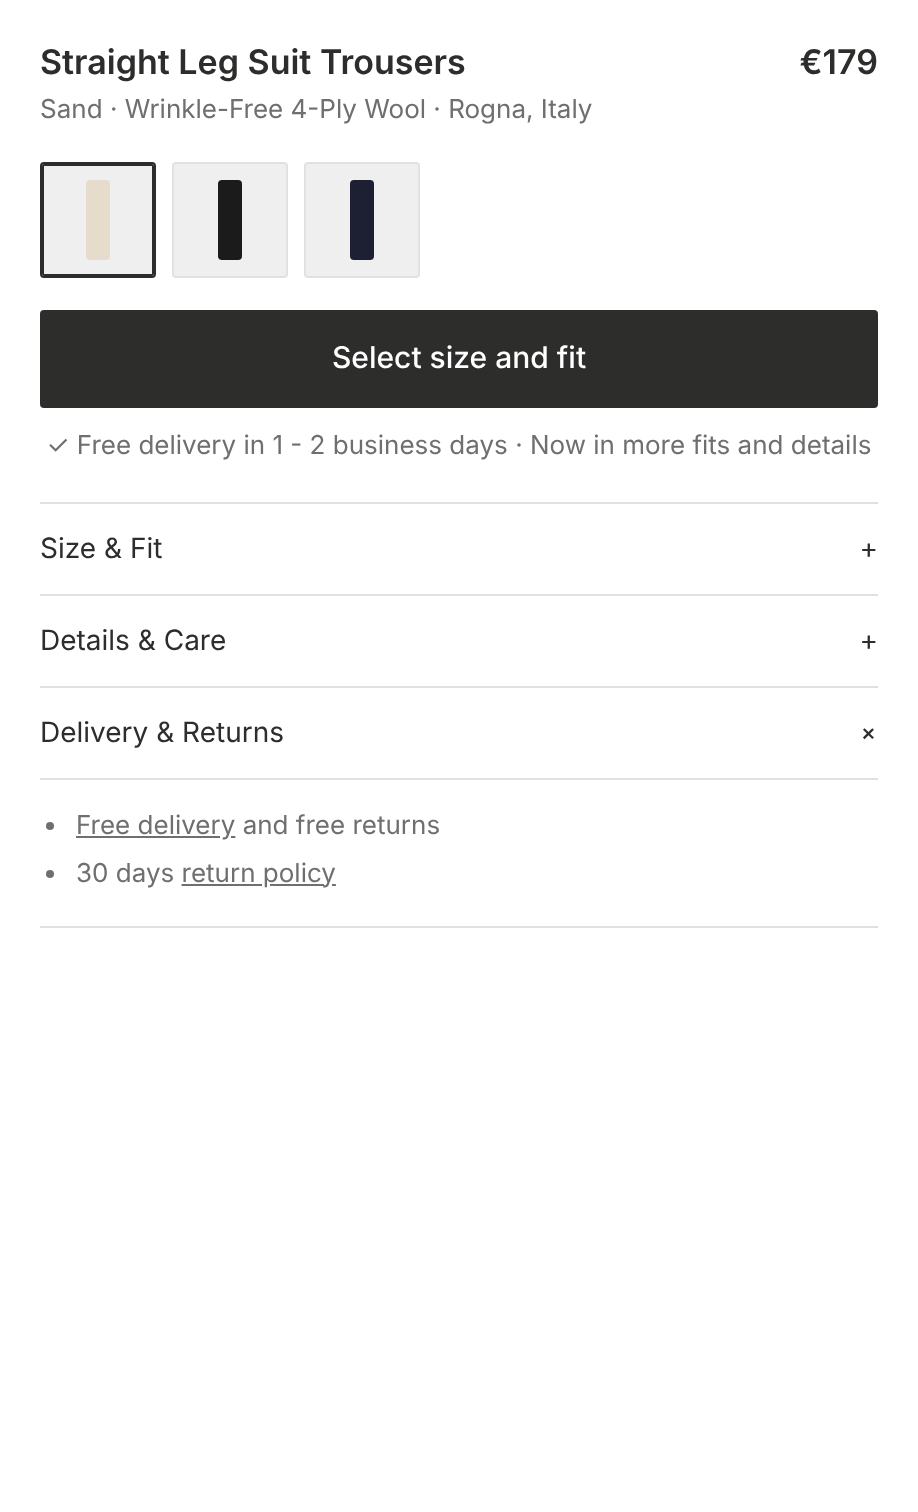 Straight Leg Suit Trousers €179
Sand · Wrinkle-Free 4-Ply Wool · Rogna, Italy
Select size and fit
✓ Free delivery in 1 - 2 business days · Now in more fits and details
Size & Fit +
Details & Care +
Delivery & Returns ×
• Free delivery and free returns
• 30 days return policy